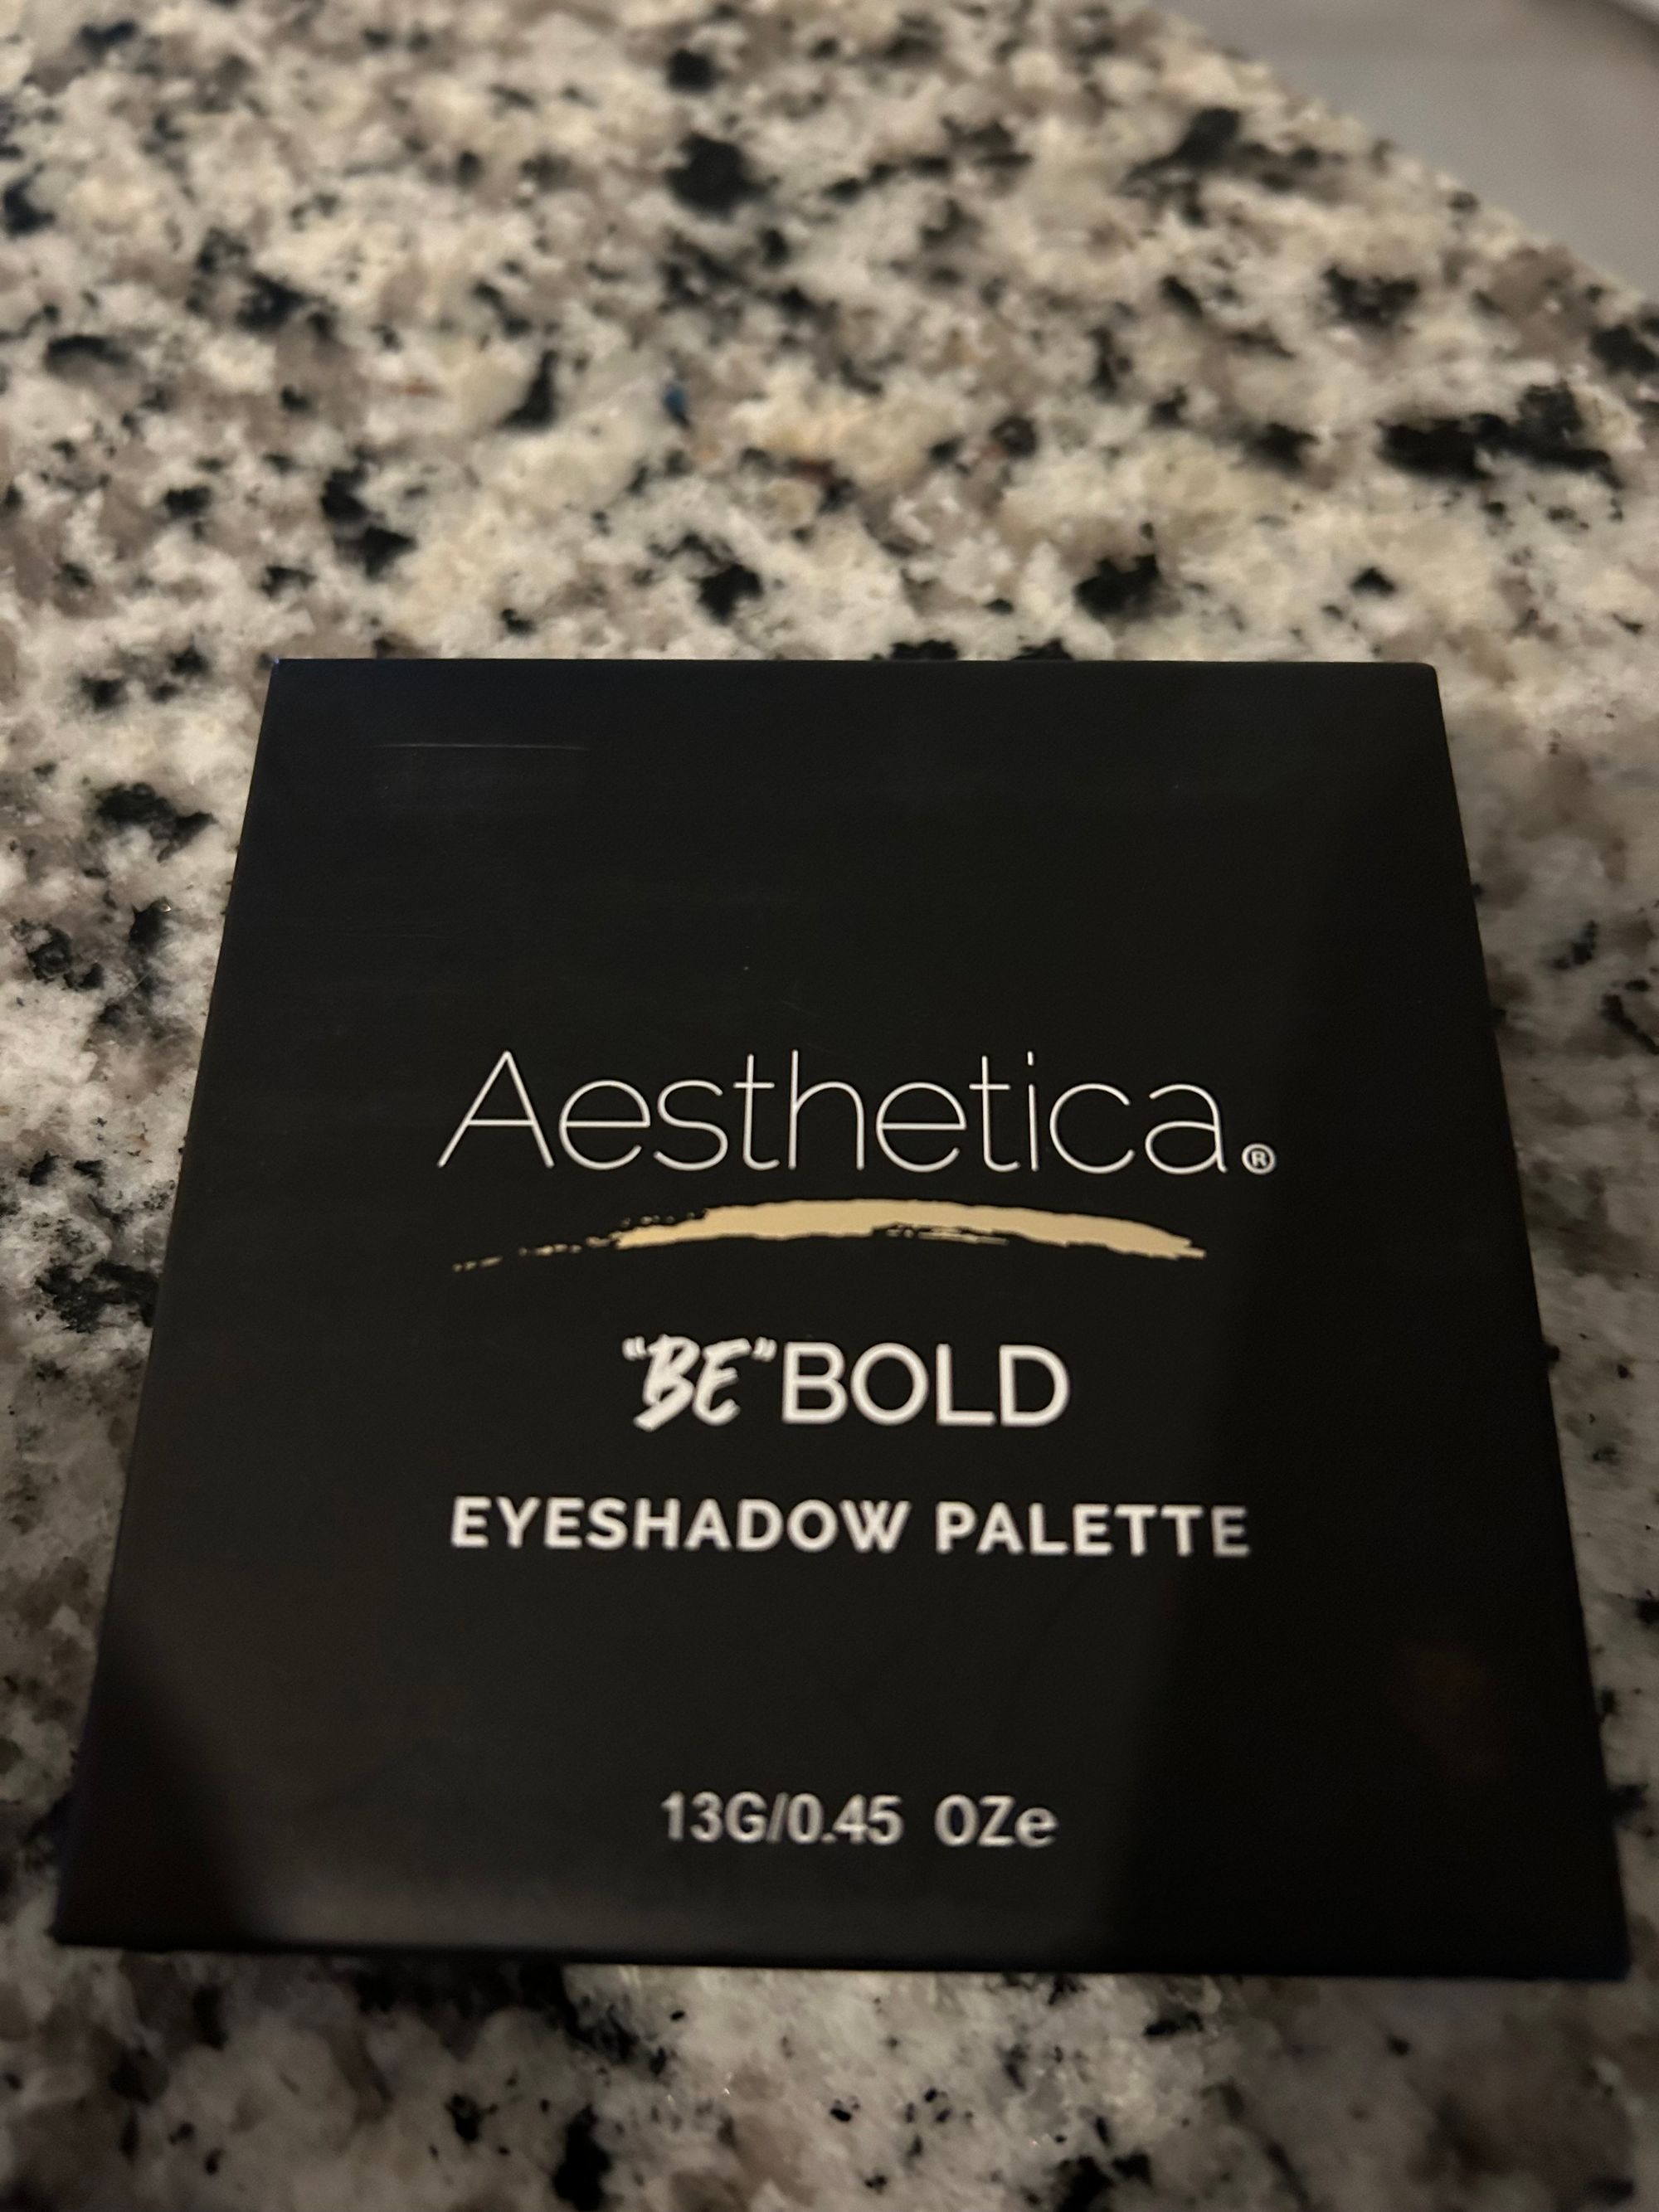 Aesthetica®
"BE" BOLD
EYESHADOW PALETTE
13G/0.45 OZe